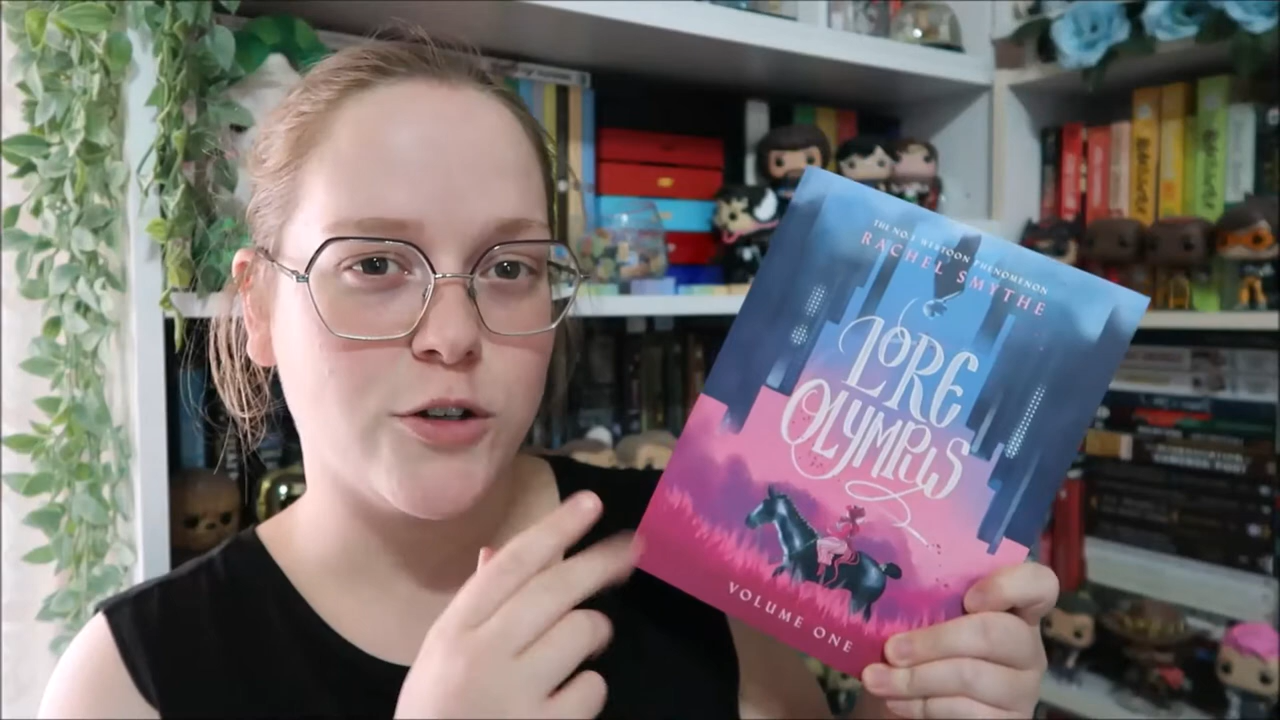 THE NO.1 WEBTOON PHENOMENON
RACHEL SMYTHE
LORE
OLYMPUS
VOLUME ONE